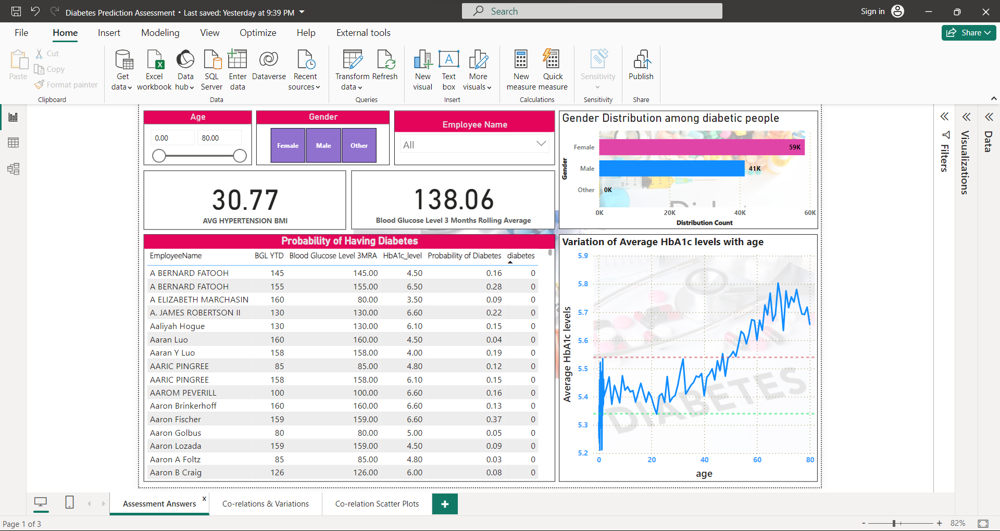 Diabetes Prediction Assessment • Last saved: Yesterday at 9:39 PM
Search
Sign in
File Home Insert Modeling View Optimize Help External tools
Share
Paste
Cut
Copy
Format painter
Clipboard
Get data
Excel workbook
Data hub
SQL Server
Enter data
Dataverse
Recent sources
Data
Transform data
Refresh
Queries
New visual
Text box
More visuals
Insert
New measure
Quick measure
Calculations
Sensitivity
Sensitivity
Publish
Share
Age
0.00 80.00
Gender
Female Male Other
Employee Name
All
30.77
AVG HYPERTENSION BMI
138.06
Blood Glucose Level 3 Months Rolling Average
Gender Distribution among diabetic people
Gender
Female 59K
Male 41K
Other 0K
0K 20K 40K 60K
Distribution Count
Probability of Having Diabetes
EmployeeName BGL YTD Blood Glucose Level 3MRA HbA1c_level Probability of Diabetes diabetes
A BERNARD FATOOH 145 145.00 4.50 0.16 0
A BERNARD FATOOH 155 155.00 6.50 0.28 0
A ELIZABETH MARCHASIN 160 80.00 3.50 0.09 0
A. JAMES ROBERTSON II 130 130.00 6.60 0.22 0
Aaliyah Hogue 130 130.00 6.10 0.15 0
Aaran Luo 160 160.00 4.50 0.04 0
Aaran Y Luo 158 158.00 4.00 0.19 0
AARIC PINGREE 85 85.00 4.80 0.12 0
AARIC PINGREE 158 158.00 6.10 0.15 0
AAROM PEVERILL 100 100.00 6.60 0.16 0
Aaron Brinkerhoff 160 160.00 6.60 0.13 0
Aaron Fischer 159 159.00 6.60 0.37 0
Aaron Golbus 80 80.00 5.00 0.05 0
Aaron Lozada 159 159.00 4.50 0.09 0
Aaron A Foltz 85 85.00 4.80 0.03 0
Aaron B Craig 126 126.00 6.00 0.08 0
Variation of Average HbA1c levels with age
Average HbA1c levels
5.9
5.8
5.7
5.6
5.5
5.4
5.3
5.2
DIABETES
0 20 40 60 80
age
Filters
Visualizations
Data
Assessment Answers x
Co-relations & Variations
Co-relation Scatter Plots
+
Page 1 of 3
- + 82%